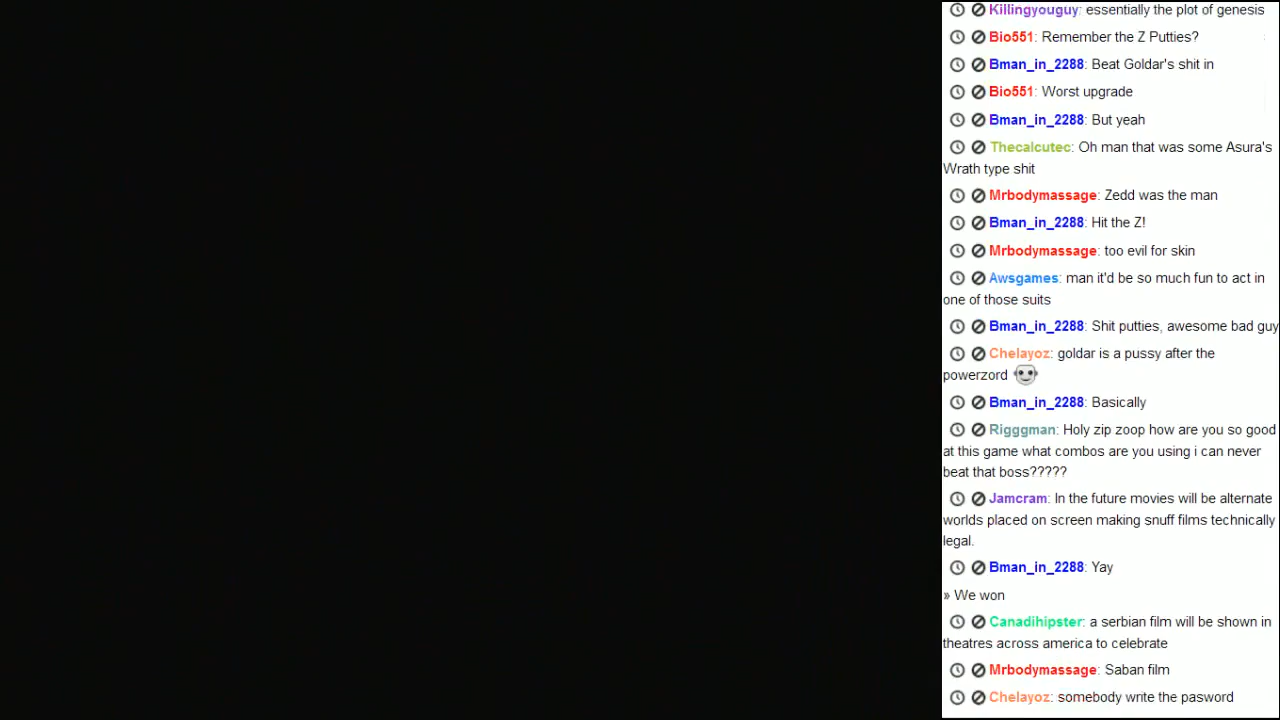 Killingyouguy: essentially the plot of genesis
Bio551: Remember the Z Putties?
Bman_in_2288: Beat Goldar's shit in
Bio551: Worst upgrade
Bman_in_2288: But yeah
Thecalcutec: Oh man that was some Asura's
Wrath type shit
Mrbodymassage: Zedd was the man
Bman_in_2288: Hit the Z!
Mrbodymassage: too evil for skin
Awsgames: man it'd be so much fun to act in
one of those suits
Bman_in_2288: Shit putties, awesome bad guy
Chelayoz: goldar is a pussy after the
powerzord
Bman_in_2288: Basically
Rigggman: Holy zip zoop how are you so good
at this game what combos are you using i can never
beat that boss?????
Jamcram: In the future movies will be alternate
worlds placed on screen making snuff films technically
legal.
Bman_in_2288: Yay
» We won
Canadihipster: a serbian film will be shown in
theatres across america to celebrate
Mrbodymassage: Saban film
Chelayoz: somebody write the pasword